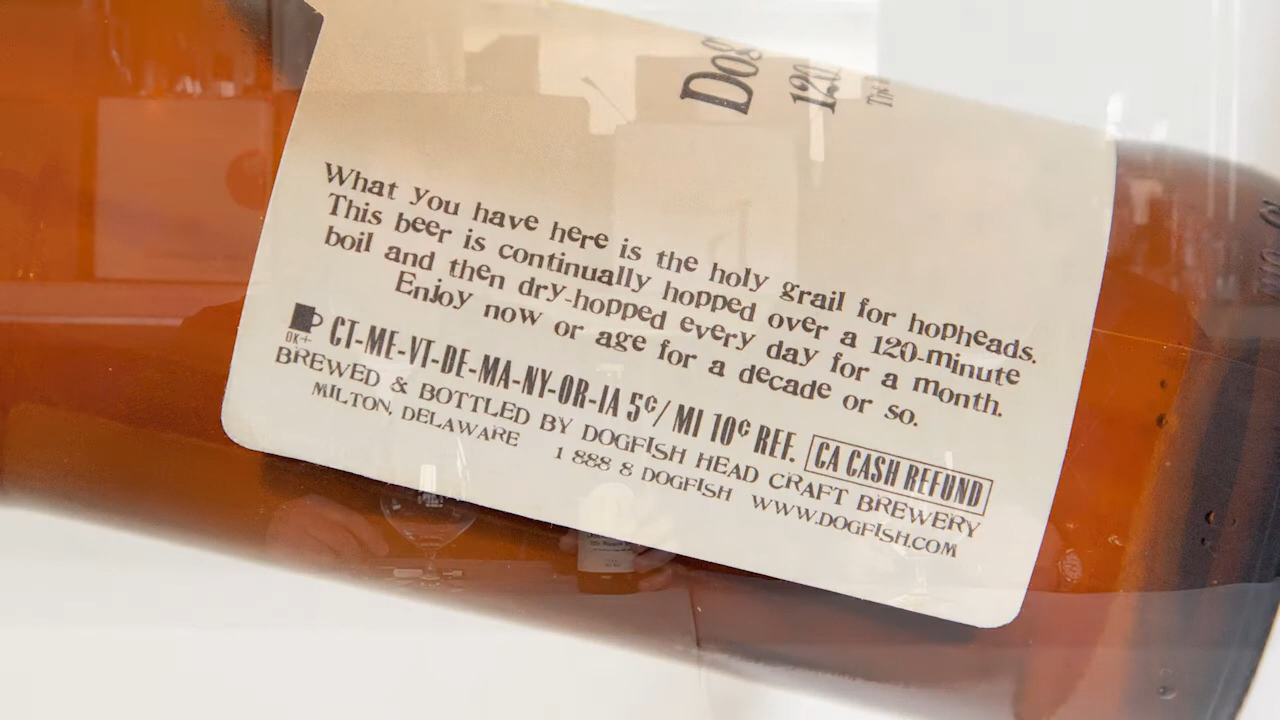 Dog
120
What you have here is the holy grail for hopheads.
This beer is continually hopped over a 120-minute
boil and then dry-hopped every day for a month.
Enjoy now or age for a decade or so.
OK+ CT-ME-VT-DE-MA-NY-OR-IA 5¢/ MI 10¢ REF. CA CASH REFUND
BREWED & BOTTLED BY DOGFISH HEAD CRAFT BREWERY
MILTON, DELAWARE 1 888 8 DOGFISH WWW.DOGFISH.COM